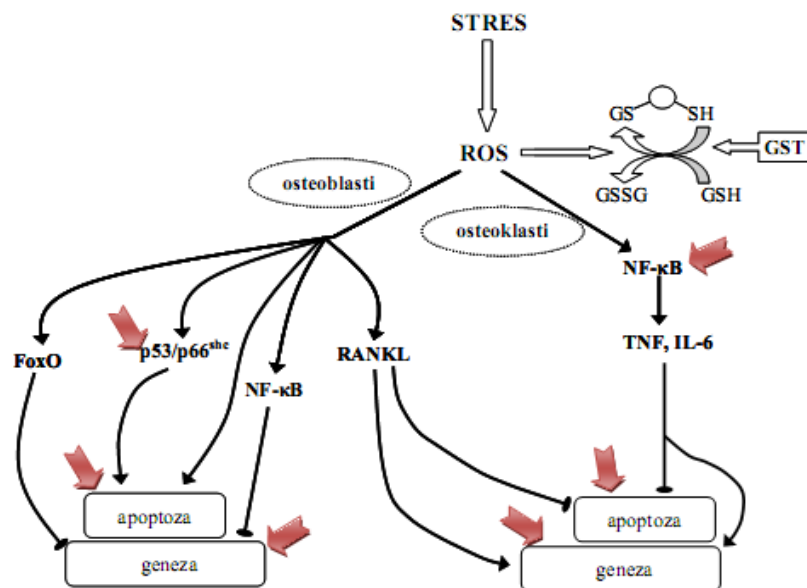 STRES
GS SH
ROS
GST
GSSG GSH
osteoblasti
osteoklasti
NF-κB
p53/p66shc
FoxO
RANKL
TNF, IL-6
NF-κB
apoptoza
geneza
apoptoza
geneza